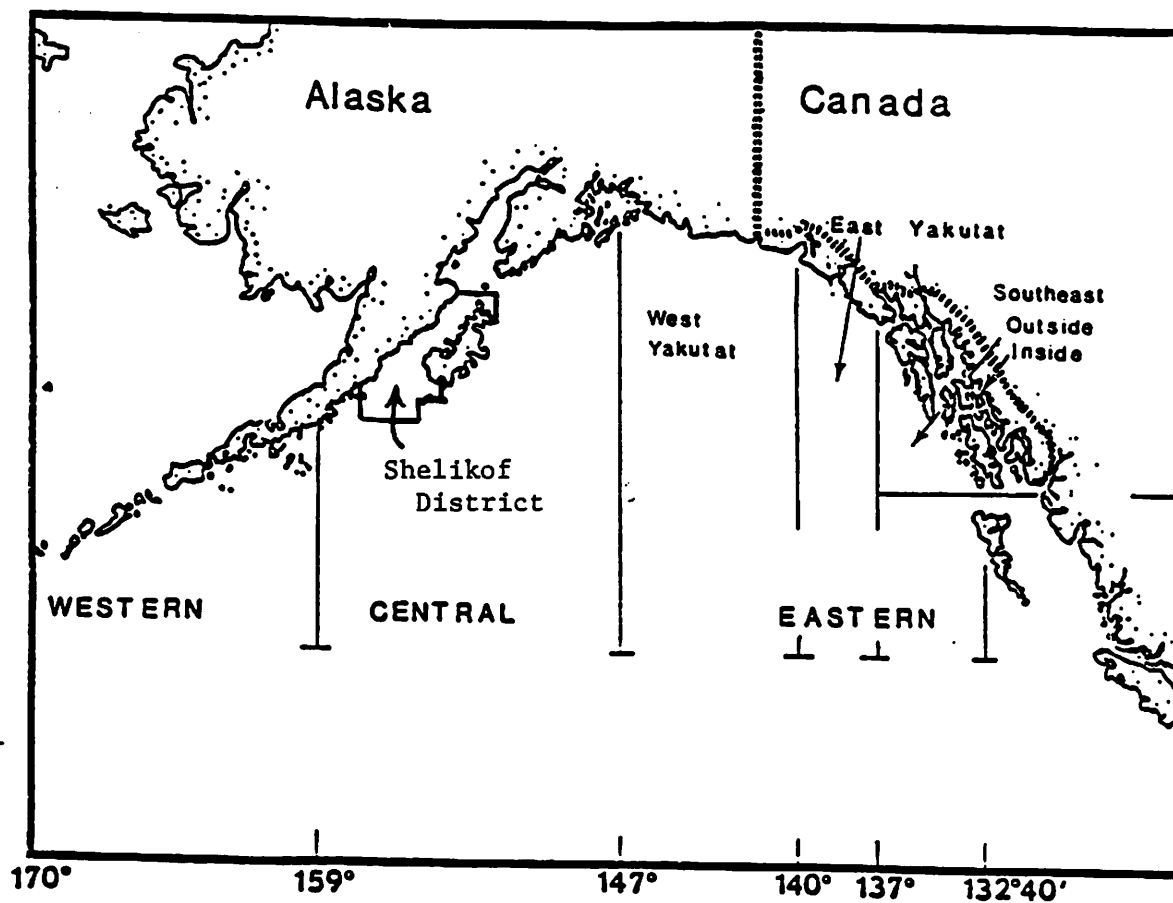 Alaska
Canada
East Yakutat
Southeast
Outside
Inside
West
Yakutat
Shelikof
District
WESTERN
CENTRAL
EASTERN
170°
159°
147°
140°
137°
132°40'